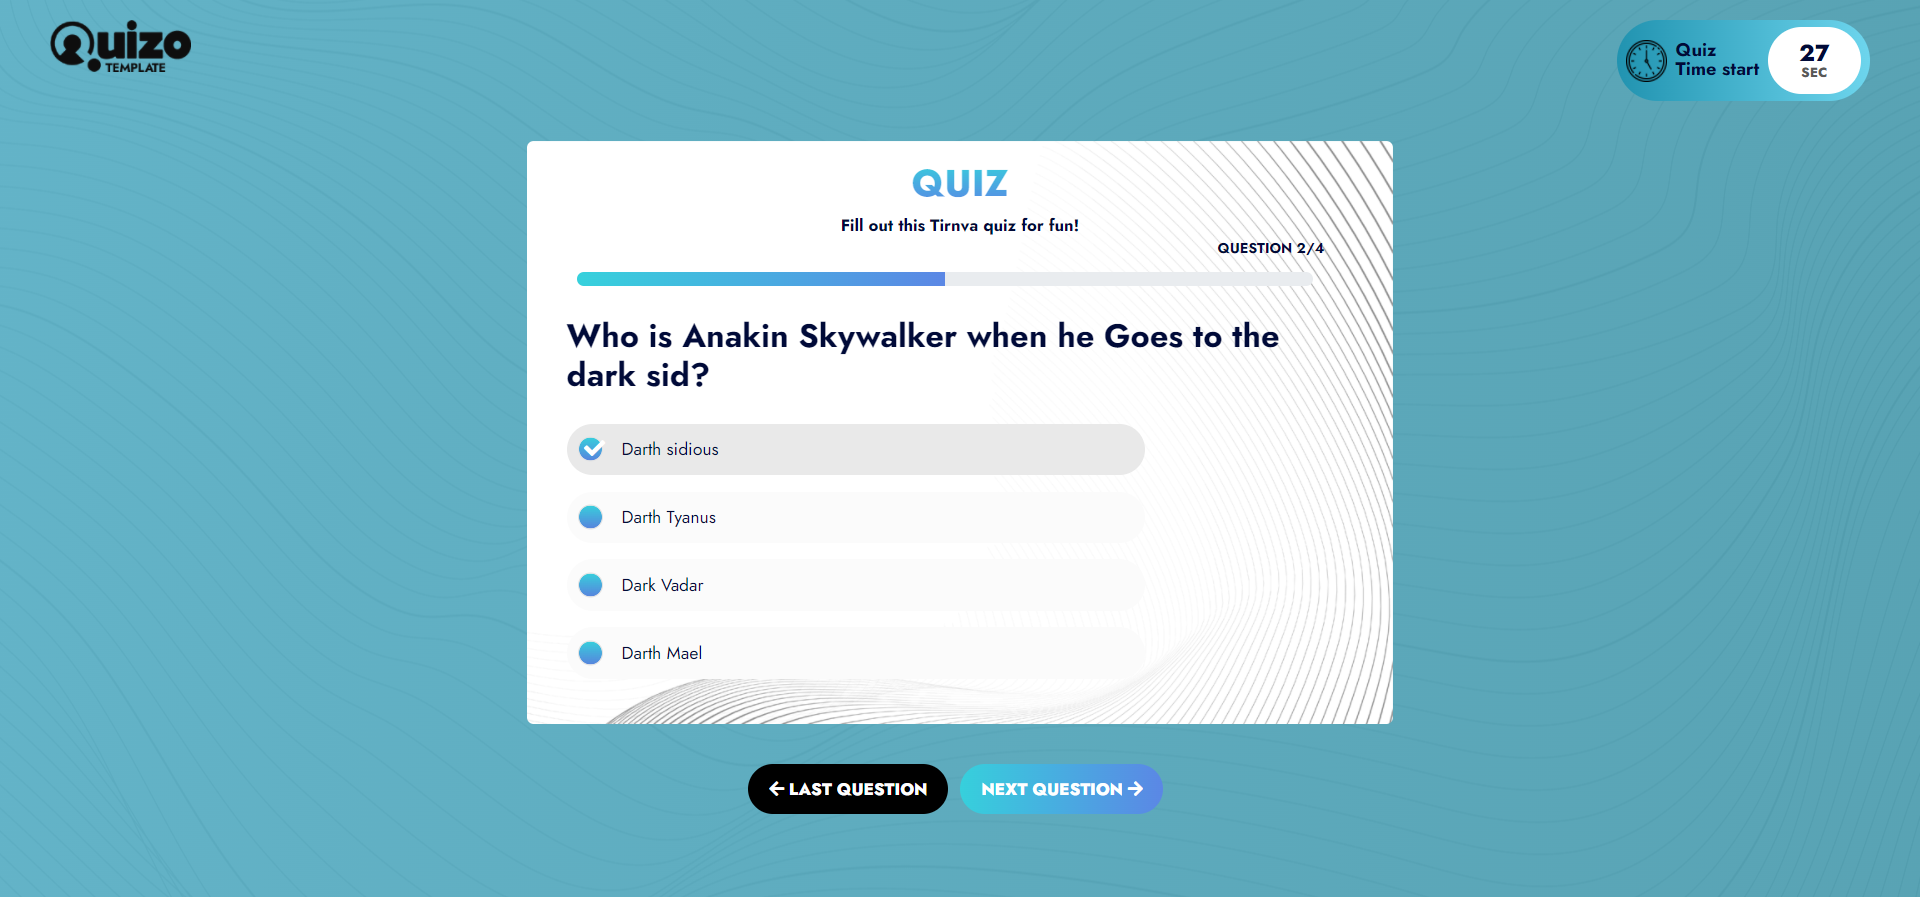 Quizo
TEMPLATE
Quiz
Time start
27
SEC
QUIZ
Fill out this Tirnva quiz for fun!
QUESTION 2/4
Who is Anakin Skywalker when he Goes to the
dark sid?
Darth sidious
Darth Tyanus
Dark Vadar
Darth Mael
LAST QUESTION
NEXT QUESTION